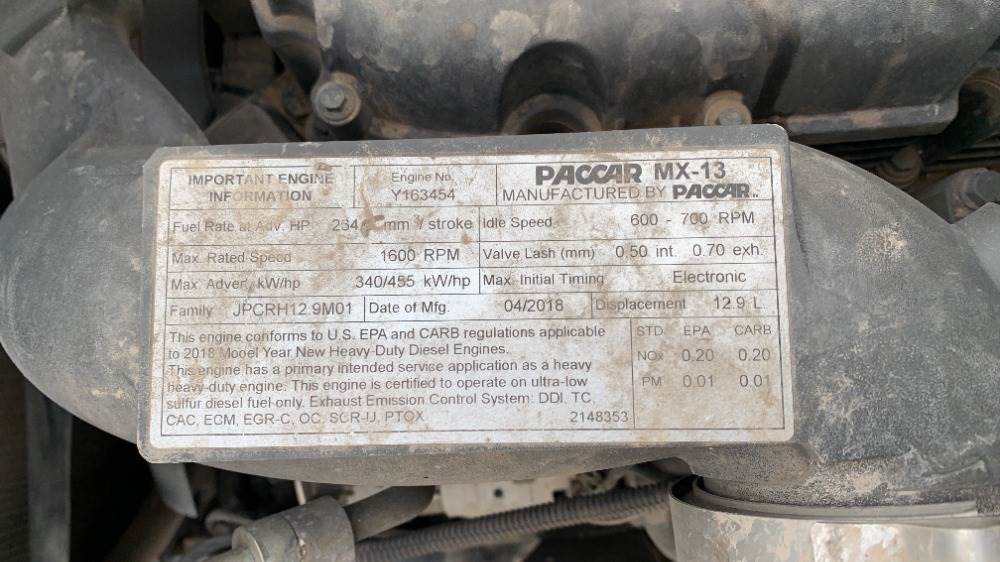 IMPORTANT ENGINE INFORMATION
Engine No. Y163454
PACCAR MX-13
MANUFACTURED BY PACCAR
Fuel Rate at Adv. HP stroke Idle Speed 600 - 700 RPM
Max. Rated Speed 1600 RPM Valve Lash (mm) 0.50 int. 0.70 exh.
Max. Adver. kW/hp 340/455 kW/hp Max. Initial Timing Electronic
Family JPCRH12.9M01 Date of Mfg. 04/2018 Displacement 12.9 L
This engine conforms to U.S. EPA and CARB regulations applicable
to 2018 Model Year New Heavy-Duty Diesel Engines.
This engine has a primary intended service application as a heavy
heavy-duty engine. This engine is certified to operate on ultra-low
sulfur diesel fuel only. Exhaust Emission Control System: DDI, TC,
CAC, ECM, EGR-C, OC, SCR-U, PTOX 2148353
STD. EPA CARB
NOx 0.20 0.20
PM 0.01 0.01